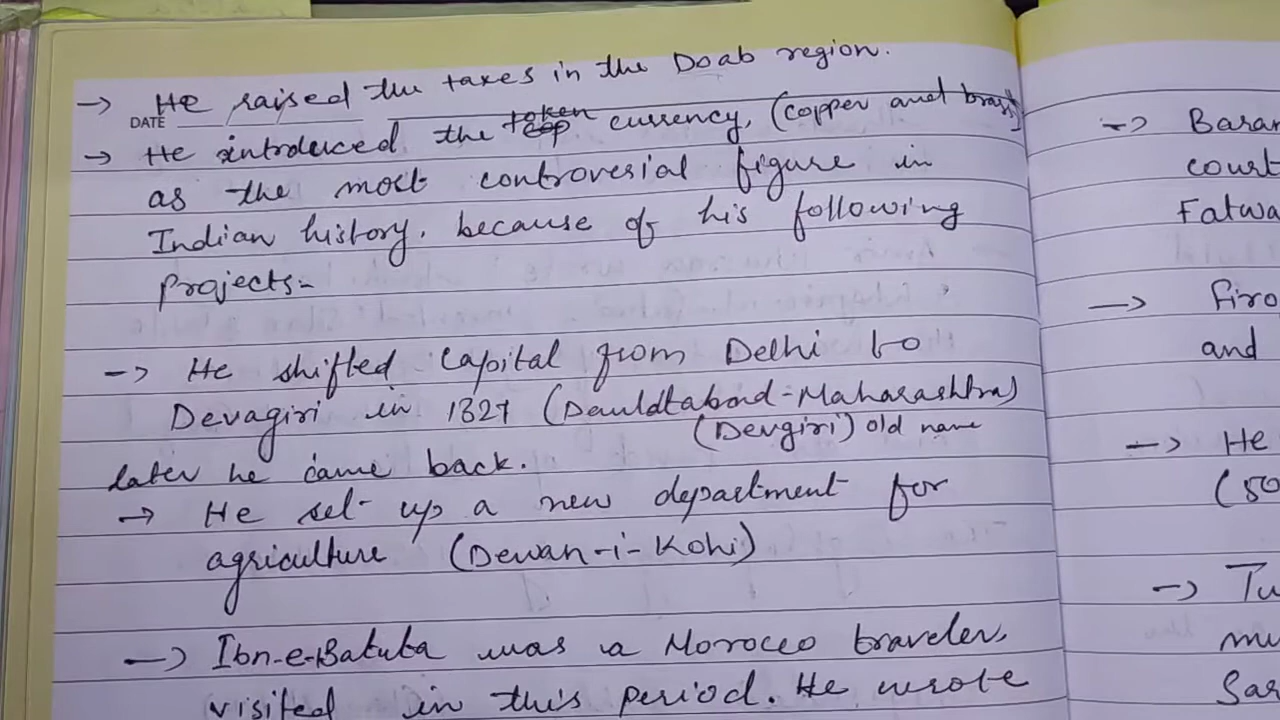 → He raised the taxes in the Doab region.
DATE
→ He introduced the token currency, (copper and brass)
as the most controvesial figure in
Indian history. because of his following
projects-
→ He shifted Capital from Delhi to
Devagiri in 1327 (Dauldtabad-Maharashtra)
(Devgiri) old name
later he came back.
→ He set up a new department for
agriculture (Dewan-i-Kohi)
→ Ibn-e-Batuta was a Morocco traveler.
visited in this period. He wrote
→ Baran
court
Fatwa
→ Firo
and
→ He
(50
→ Tu
mu
Sar